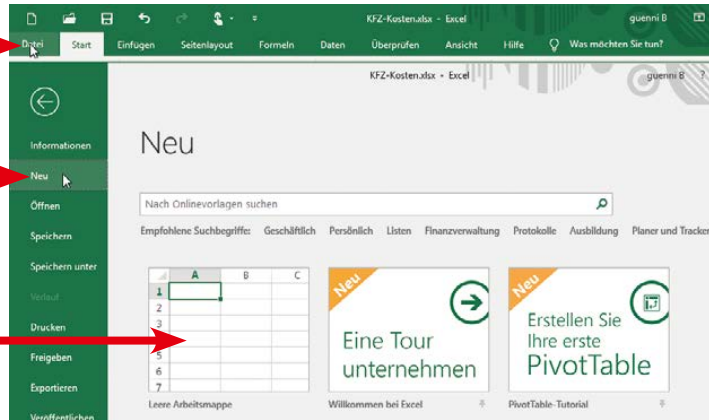 KFZ-Kosten.xlsx - Excel
guenni B
Datei Start Einfügen Seitenlayout Formeln Daten Überprüfen Ansicht Hilfe Was möchten Sie tun?
KFZ-Kosten.xlsx - Excel
guenni B ?
Neu
Informationen
Neu
Öffnen
Speichern
Speichern unter
Verlauf
Drucken
Freigeben
Exportieren
Veröffentlichen
Nach Onlinevorlagen suchen
Empfohlene Suchbegriffe: Geschäftlich Persönlich Listen Finanzverwaltung Protokolle Ausbildung Planer und Tracker
A B C
1
2
3
5
6
7
Leere Arbeitsmappe
Neu
Eine Tour
unternehmen
Willkommen bei Excel
Neu
Erstellen Sie
Ihre erste
PivotTable
PivotTable-Tutorial